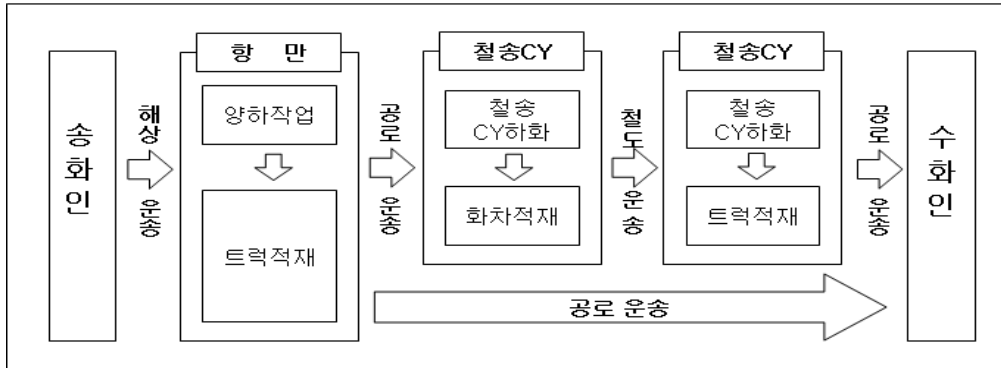 송화인
해상 운송
항 만
양하작업
트럭적재
공로 운송
철송CY
철송
CY하화
화차적재
철도 운송
철송CY
철송
CY하화
트럭적재
공로 운송
수화인
공로 운송